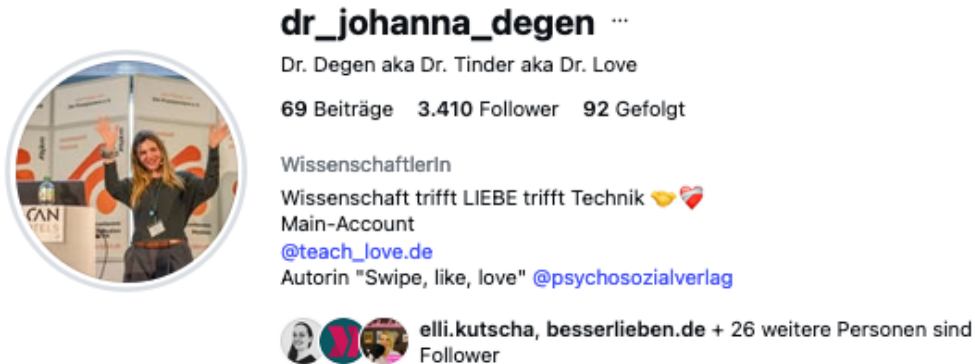 dr_johanna_degen ...
Dr. Degen aka Dr. Tinder aka Dr. Love
69 Beiträge 3.410 Follower 92 Gefolgt
WissenschaftlerIn
Wissenschaft trifft LIEBE trifft Technik 🤝❤️‍🩹
Main-Account
@teach_love.de
Autorin "Swipe, like, love" @psychosozialverlag
elli.kutscha, besserlieben.de + 26 weitere Personen sind
Follower